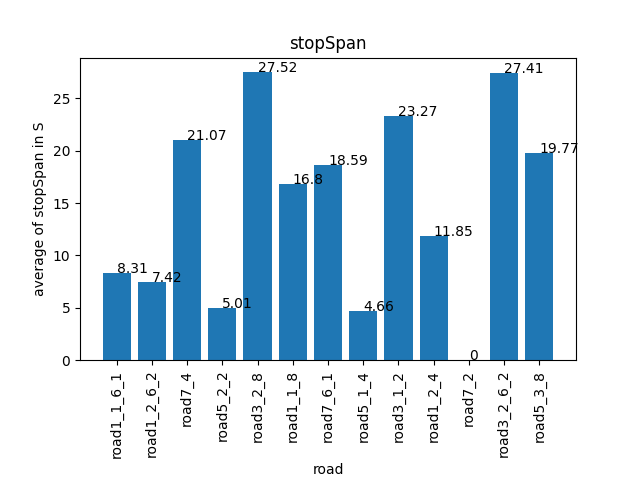 stopSpan
average of stopSpan in S
25
20
15
10
5
0
8.31
7.42
21.07
5.01
27.52
16.8
18.59
4.66
23.27
11.85
0
27.41
19.77
road1_1_6_1
road1_2_6_2
road7_4
road5_2_2
road3_2_8
road1_1_8
road7_6_1
road5_1_4
road3_1_2
road1_2_4
road7_2
road3_2_6_2
road5_3_8
road